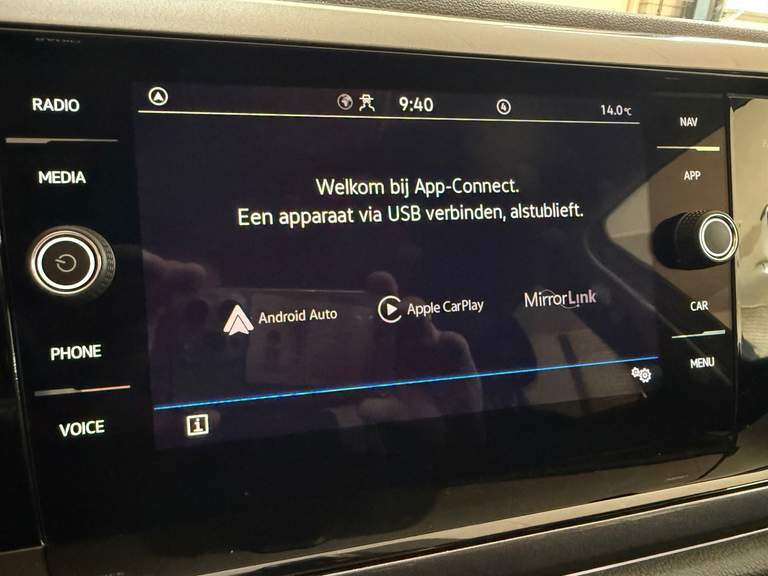 RADIO
MEDIA
PHONE
VOICE
9:40
4
14.0°C
Welkom bij App-Connect.
Een apparaat via USB verbinden, alstublieft.
Android Auto
Apple CarPlay
MirrorLink
NAV
APP
CAR
MENU